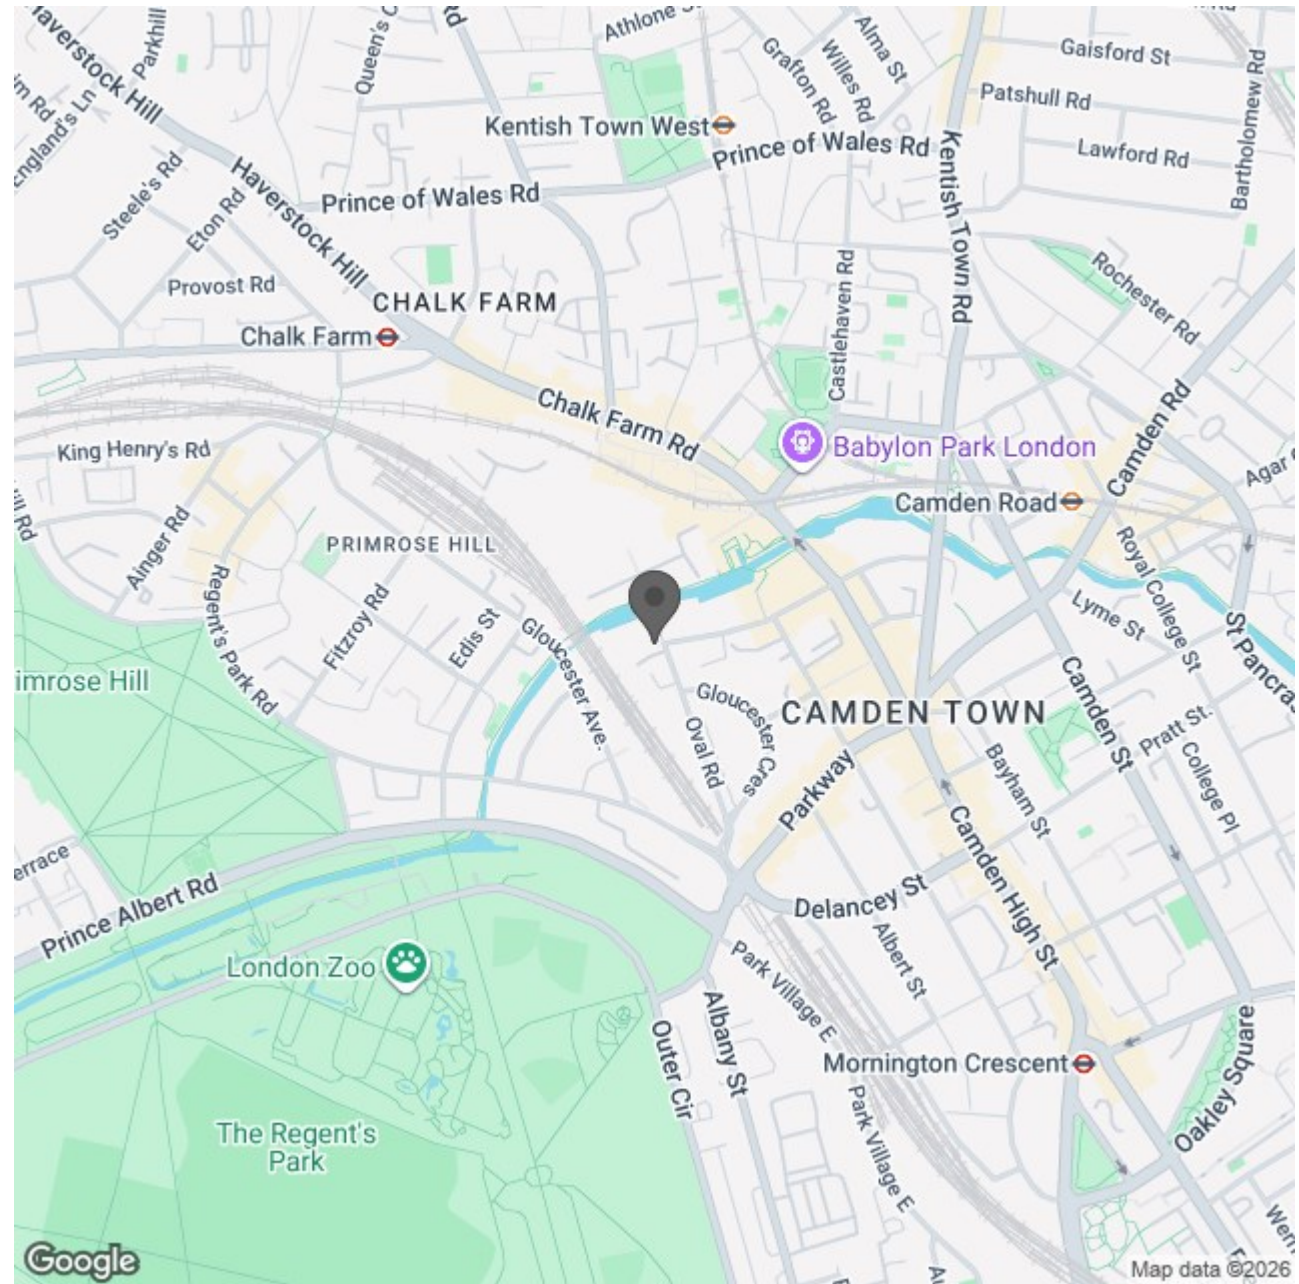 Haverstock Hill
Parkhill
England's Ln
Queen's C
Athlone S
Grafton Rd
Willes Rd
Alma St
Gaisford St
Patshull Rd
Lawford Rd
Bartholomew Rd
Kentish Town West
Prince of Wales Rd
Kentish Town Rd
Steele's Rd
Eton Rd
Haverstock Hill
Prince of Wales Rd
Provost Rd
CHALK FARM
Chalk Farm
Castlehaven Rd
Rochester Rd
Chalk Farm Rd
Camden Rd
King Henry's Rd
Babylon Park London
Agar
Camden Road
Hill Rd
Ainger Rd
PRIMROSE HILL
Regent's Park Rd
Fitzroy Rd
Edis St
Gloucester Ave.
Royal College St
Lyme St
St Pancras
imrose Hill
Gloucester Cres
Oval Rd
CAMDEN TOWN
Camden St
Pratt St.
College Pl
Parkway
Bayham St
Camden High St
errace
Prince Albert Rd
Delancey St
Albert St
London Zoo
Park Village E
Albany St
Outer Cir
Mornington Crescent
Oakley Square
Park Village E
The Regent's
Park
Google
Map data ©2026